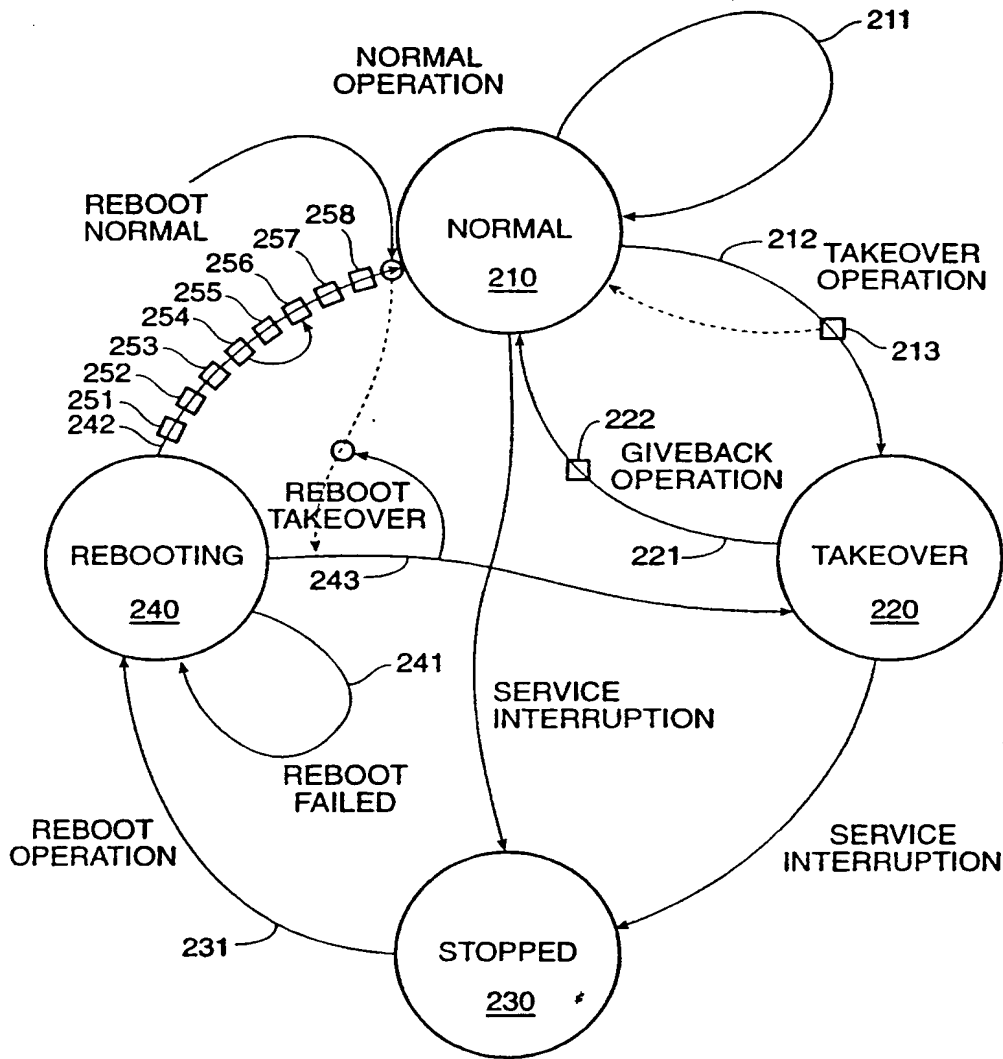 211
NORMAL
OPERATION
NORMAL
210
REBOOT
NORMAL
258
257
256
255
254
253
252
251
242
212
TAKEOVER
OPERATION
213
222
GIVEBACK
OPERATION
221
REBOOT
TAKEOVER
243
REBOOTING
240
TAKEOVER
220
241
REBOOT
FAILED
SERVICE
INTERRUPTION
REBOOT
OPERATION
231
SERVICE
INTERRUPTION
STOPPED
230